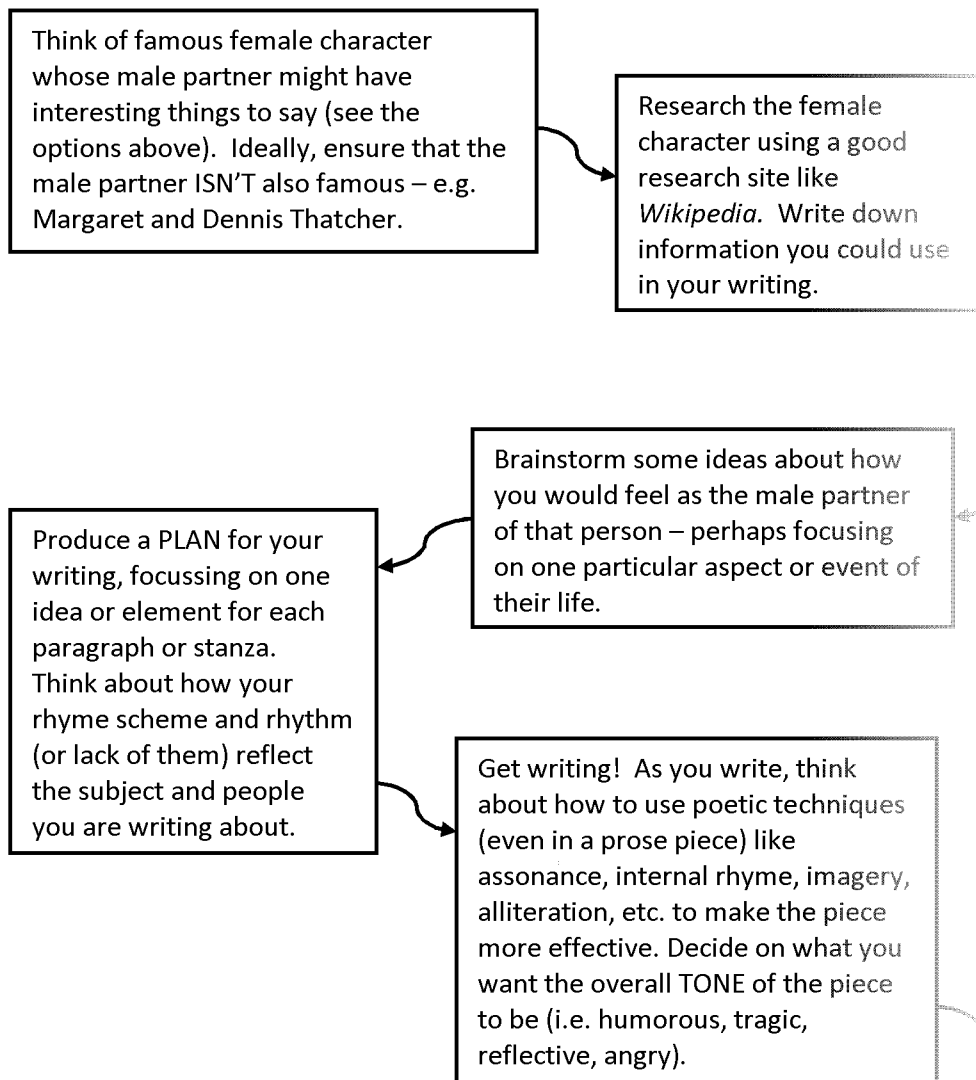 Think of famous female character
whose male partner might have
interesting things to say (see the
options above).  Ideally, ensure that the
male partner ISN'T also famous – e.g.
Margaret and Dennis Thatcher.
Research the female
character using a good
research site like
Wikipedia.  Write down
information you could use
in your writing.
Brainstorm some ideas about how
you would feel as the male partner
of that person – perhaps focusing
on one particular aspect or event of
their life.
Produce a PLAN for your
writing, focussing on one
idea or element for each
paragraph or stanza.
Think about how your
rhyme scheme and rhythm
(or lack of them) reflect
the subject and people
you are writing about.
Get writing!  As you write, think
about how to use poetic techniques
(even in a prose piece) like
assonance, internal rhyme, imagery,
alliteration, etc. to make the piece
more effective. Decide on what you
want the overall TONE of the piece
to be (i.e. humorous, tragic,
reflective, angry).